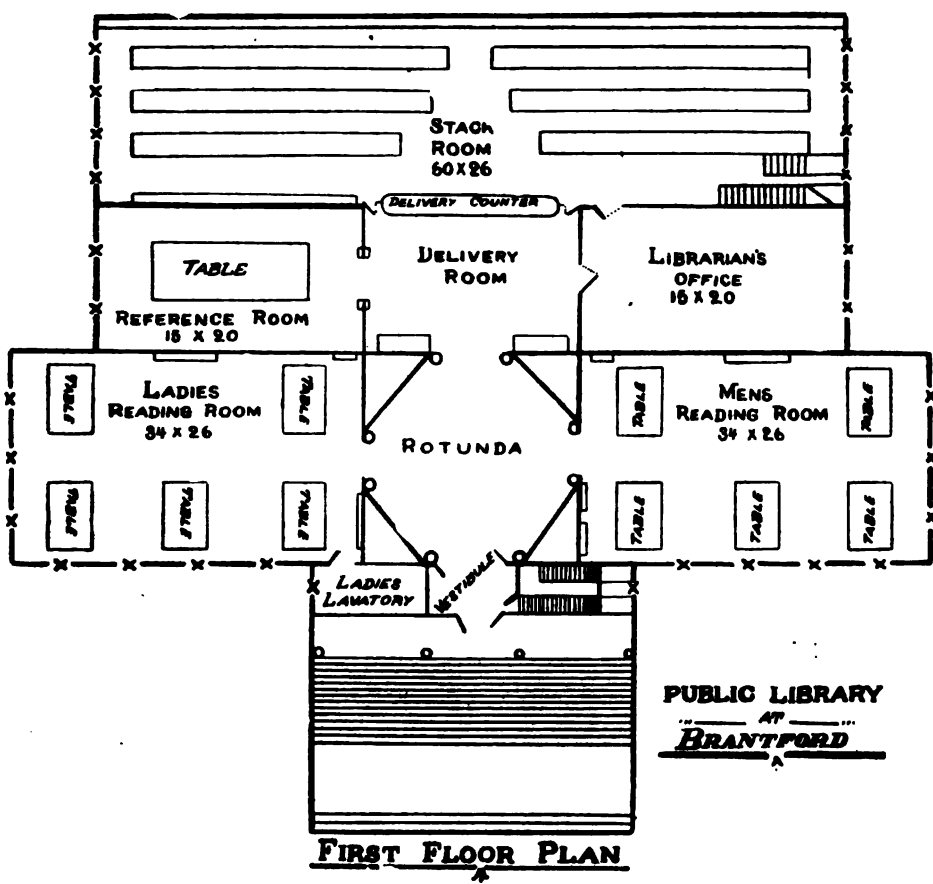 STACK
ROOM
60 X 26
DELIVERY COUNTER
TABLE
REFERENCE ROOM
15 X 20
DELIVERY
ROOM
LIBRARIAN'S
OFFICE
15 X 20
TABLE
LADIES
READING ROOM
34 X 26
TABLE
TABLE
TABLE
TABLE
ROTUNDA
TABLE
MENS
READING ROOM
34 X 26
TABLE
TABLE
TABLE
TABLE
LADIES
LAVATORY
VESTIBULE
PUBLIC LIBRARY
AT
BRANTFORD
FIRST FLOOR PLAN